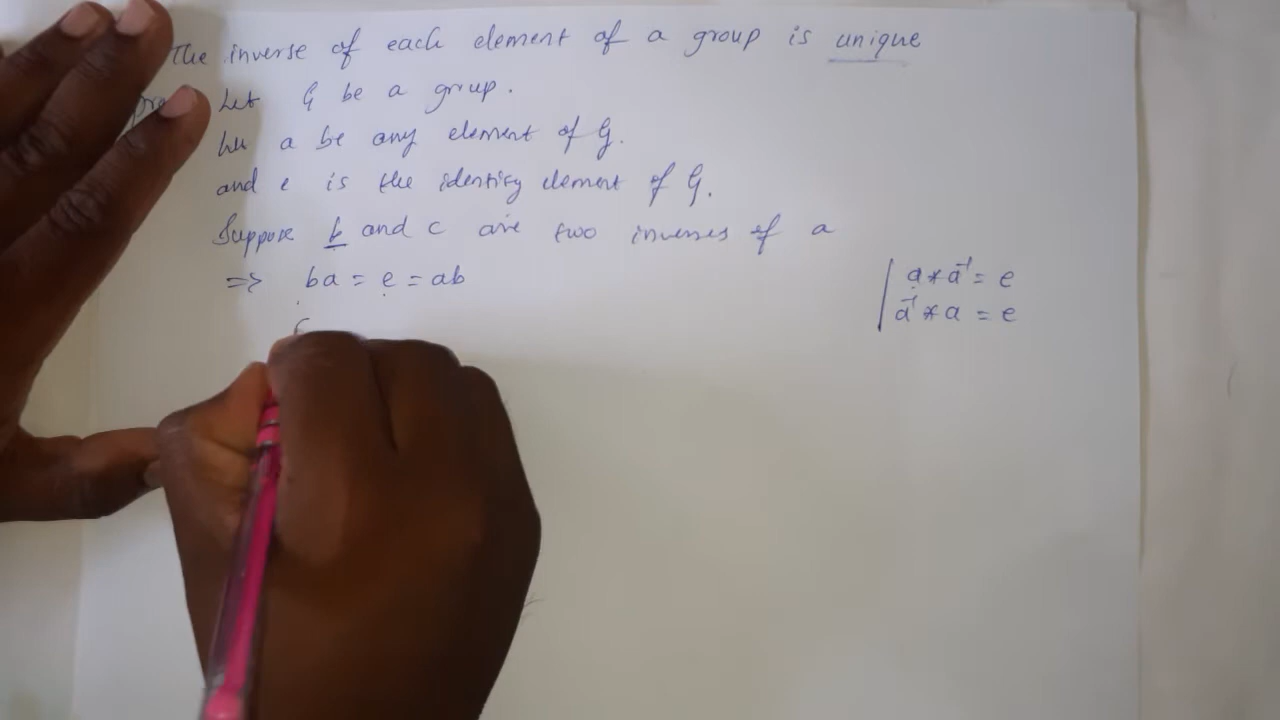 The inverse of each element of a group is unique
Let G be a group.
Let a be any element of G.
and e is the identity element of G.
Suppose b and c are two inverses of a
=> ba = e = ab
a * a⁻¹ = e
a⁻¹ * a = e